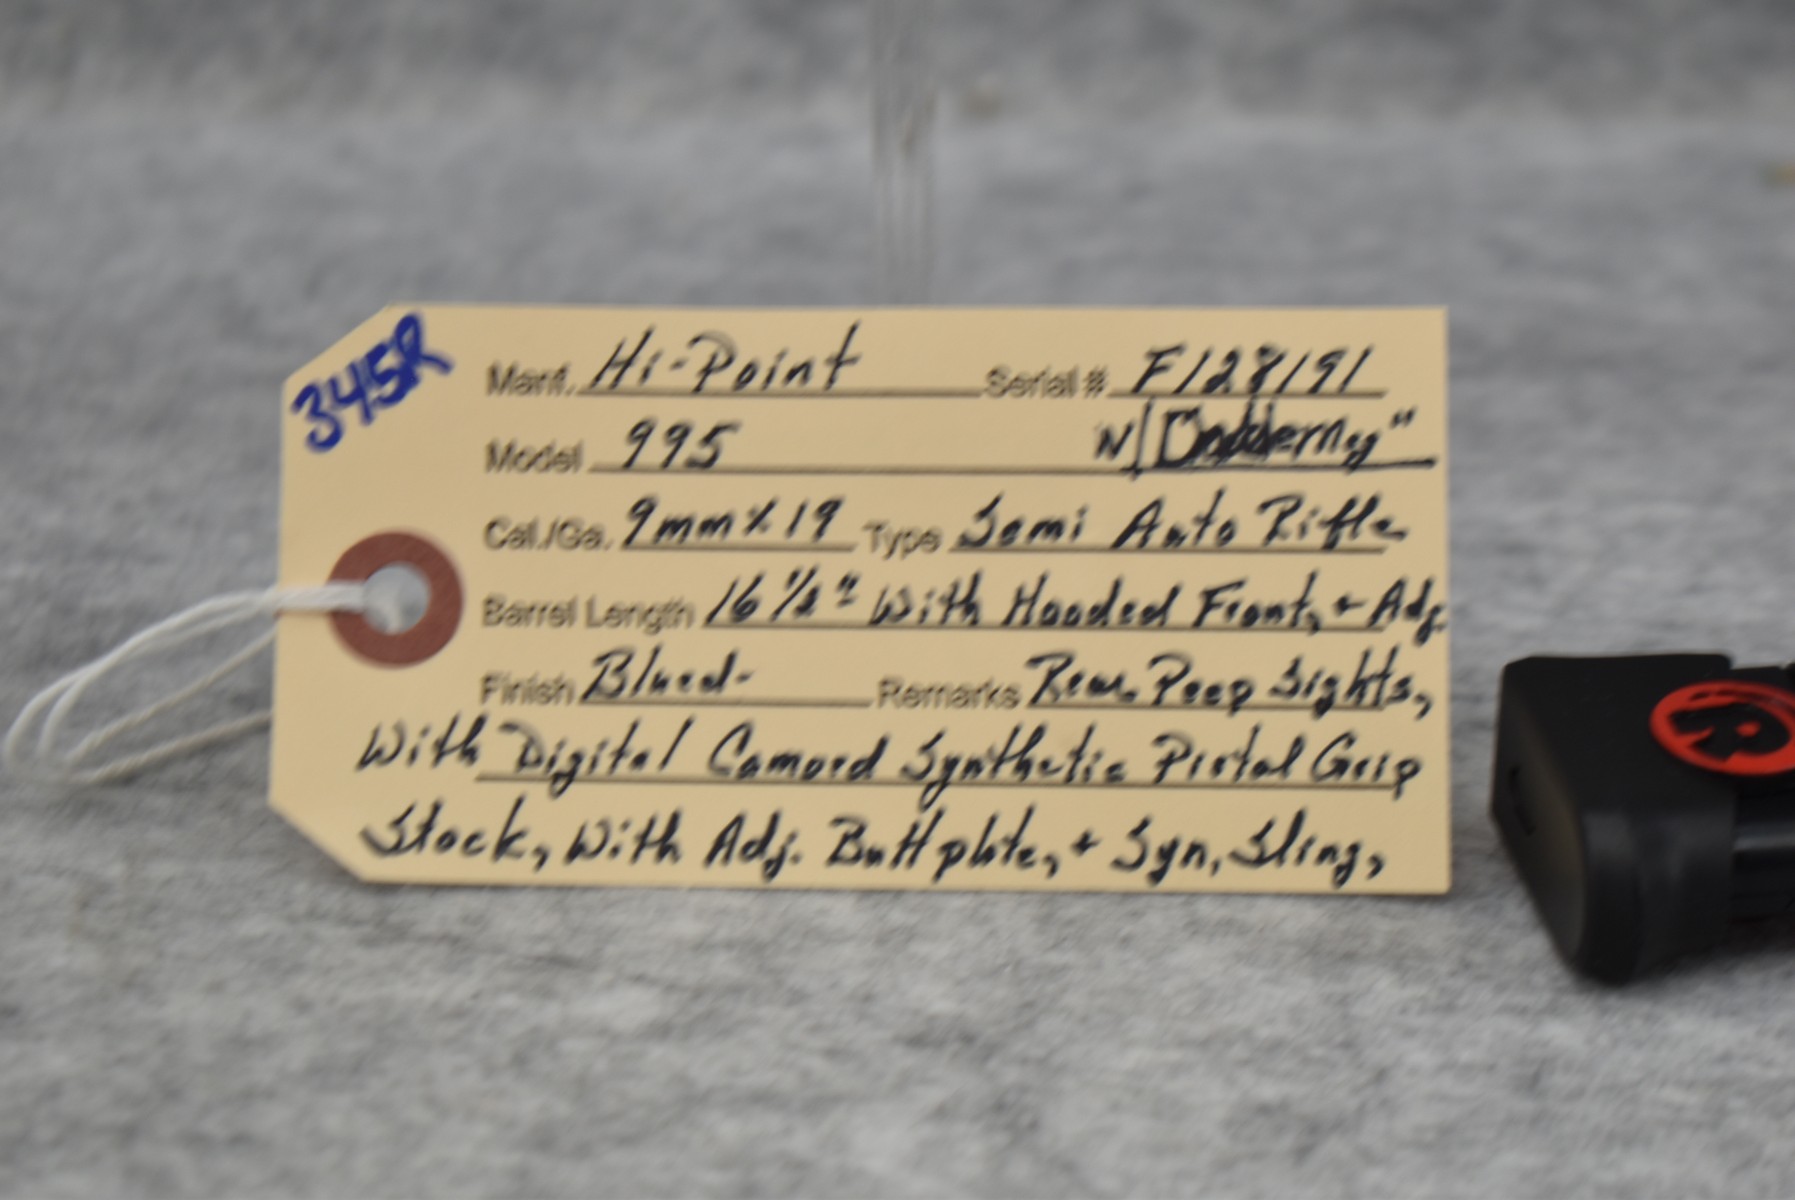 345R
Manf. Hi-Point Serial # F128191
Model 995 W/
Cal./Ga. 9mm x 19 Type Semi Auto Rifle
Barrel Length 16 1/2" With Hooded Front, + Adj.
Finish Blued- Remarks Rear Peep Sights,
With Digital Camoed Synthetic Pistol Grip
Stock, With Adj. Buttplate, + Syn. Sling,
R